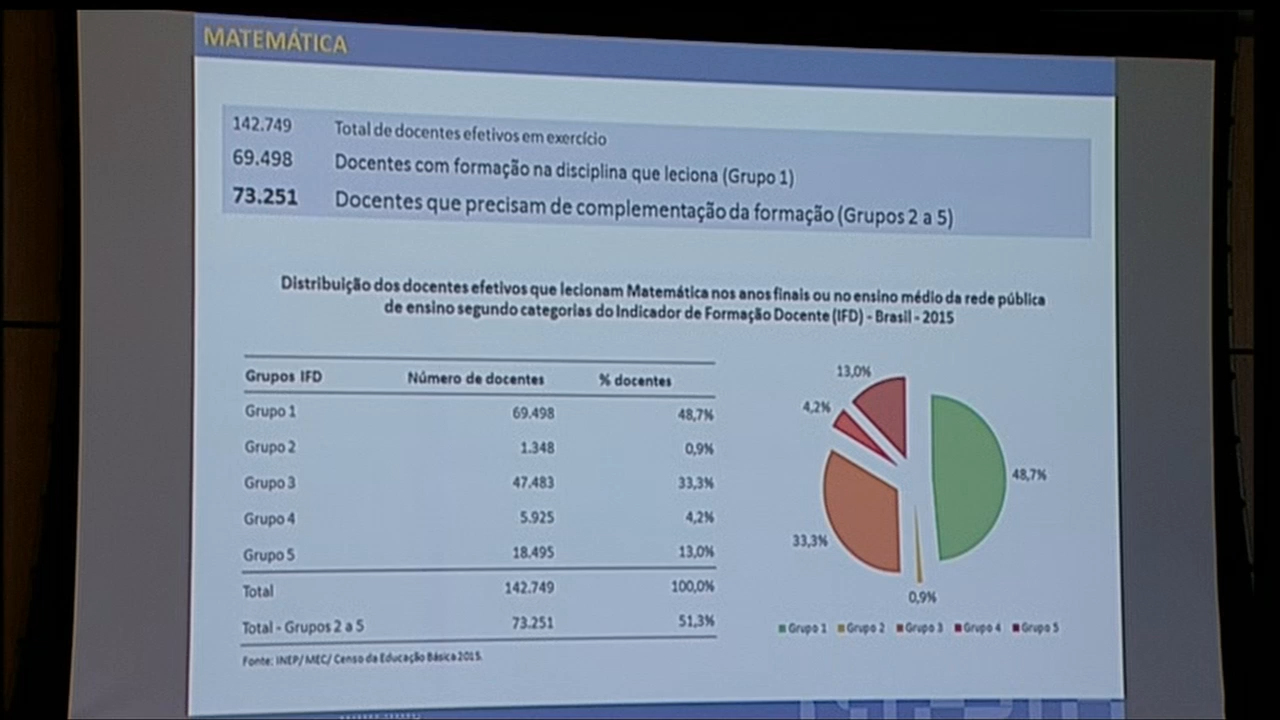 MATEMÁTICA
142.749 Total de docentes efetivos em exercício
69.498 Docentes com formação na disciplina que leciona (Grupo 1)
73.251 Docentes que precisam de complementação da formação (Grupos 2 a 5)
Distribuição dos docentes efetivos que lecionam Matemática nos anos finais ou no ensino médio da rede pública
de ensino segundo categorias do Indicador de Formação Docente (IFD) - Brasil - 2015
Grupos IFD Número de docentes % docentes
Grupo 1 69.498 48,7%
Grupo 2 1.348 0,9%
Grupo 3 47.483 33,3%
Grupo 4 5.925 4,2%
Grupo 5 18.495 13,0%
Total 142.749 100,0%
Total - Grupos 2 a 5 73.251 51,3%
Fonte: INEP/ MEC/ Censo da Educação Básica 2015.
13,0%
4,2%
48,7%
33,3%
0,9%
Grupo 1 Grupo 2 Grupo 3 Grupo 4 Grupo 5